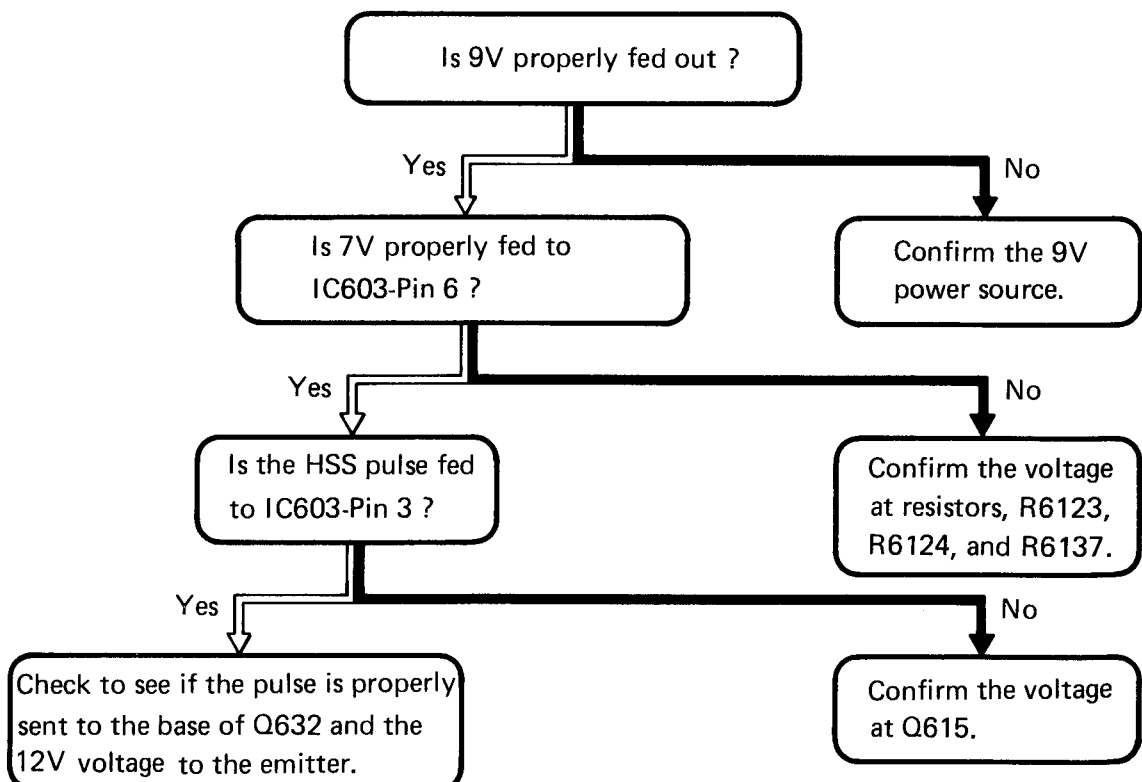 Is 9V properly fed out ?
Yes
No
Is 7V properly fed to
IC603-Pin 6 ?
Confirm the 9V
power source.
Yes
No
Is the HSS pulse fed
to IC603-Pin 3 ?
Confirm the voltage
at resistors, R6123,
R6124, and R6137.
Yes
No
Check to see if the pulse is properly
sent to the base of Q632 and the
12V voltage to the emitter.
Confirm the voltage
at Q615.